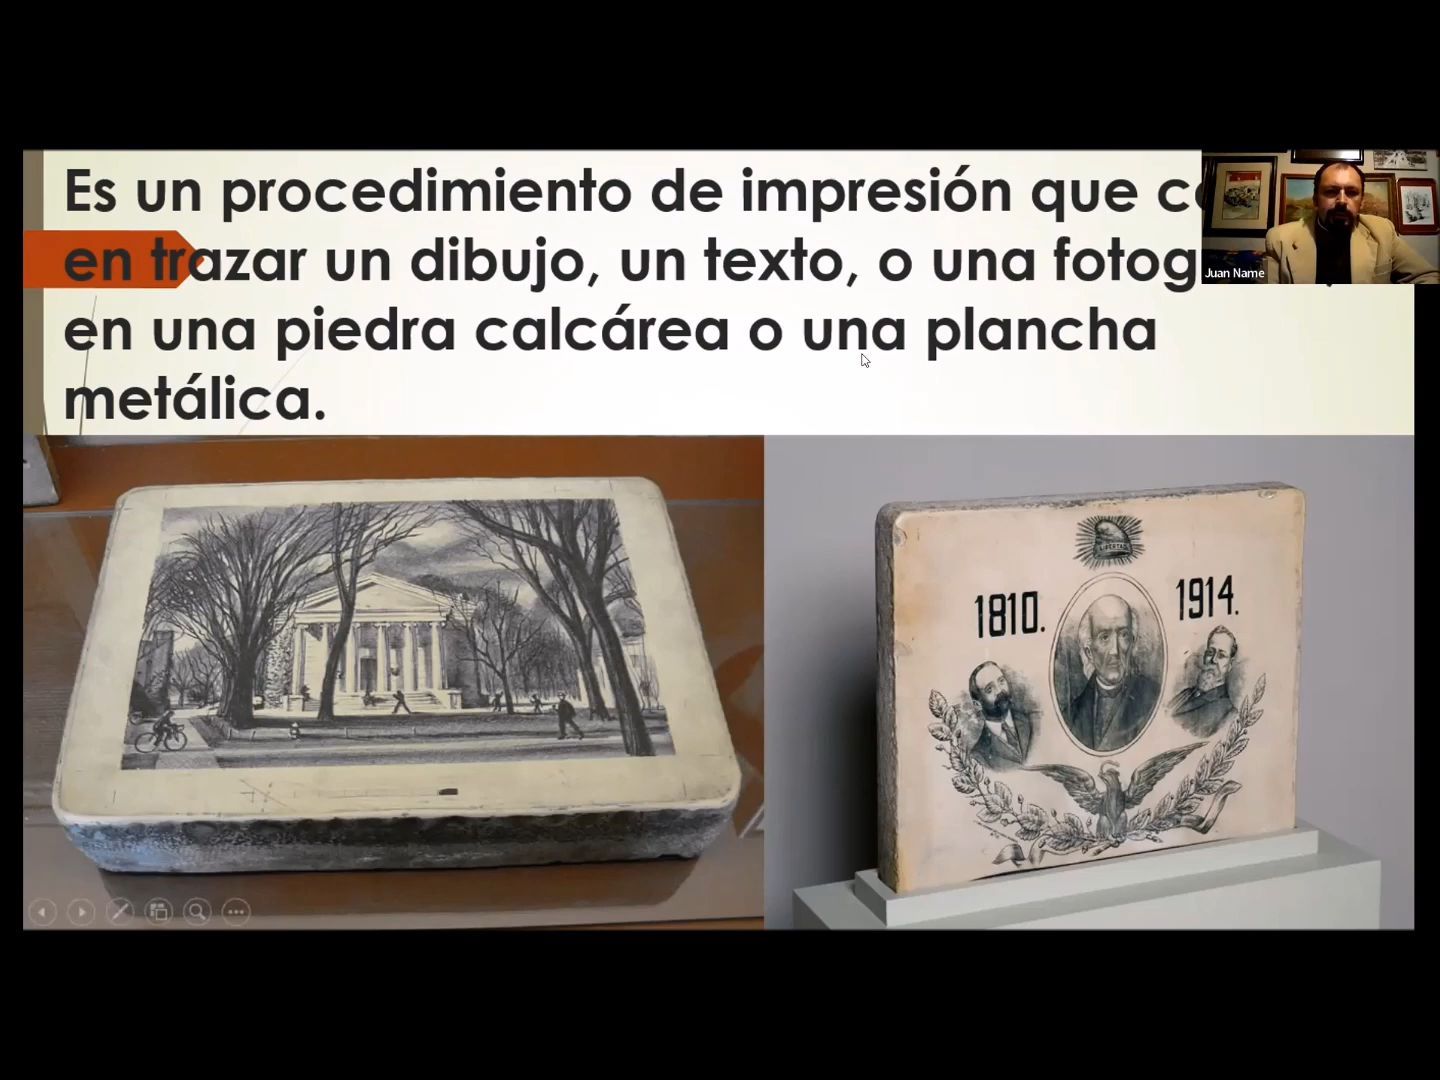 Es un procedimiento de impresión que
en trazar un dibujo, un texto, o una
en una piedra calcárea o una plancha
metálica.
Juan Name
LIBERTAD
1810.
1914.